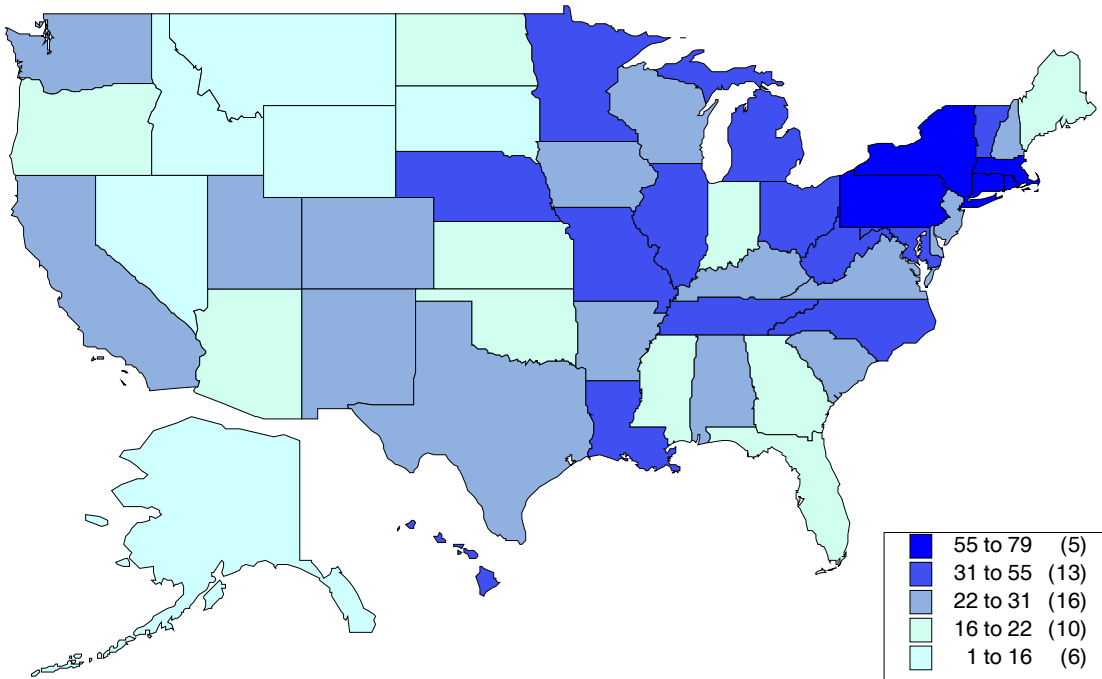 55 to 79 (5)
31 to 55 (13)
22 to 31 (16)
16 to 22 (10)
1 to 16 (6)